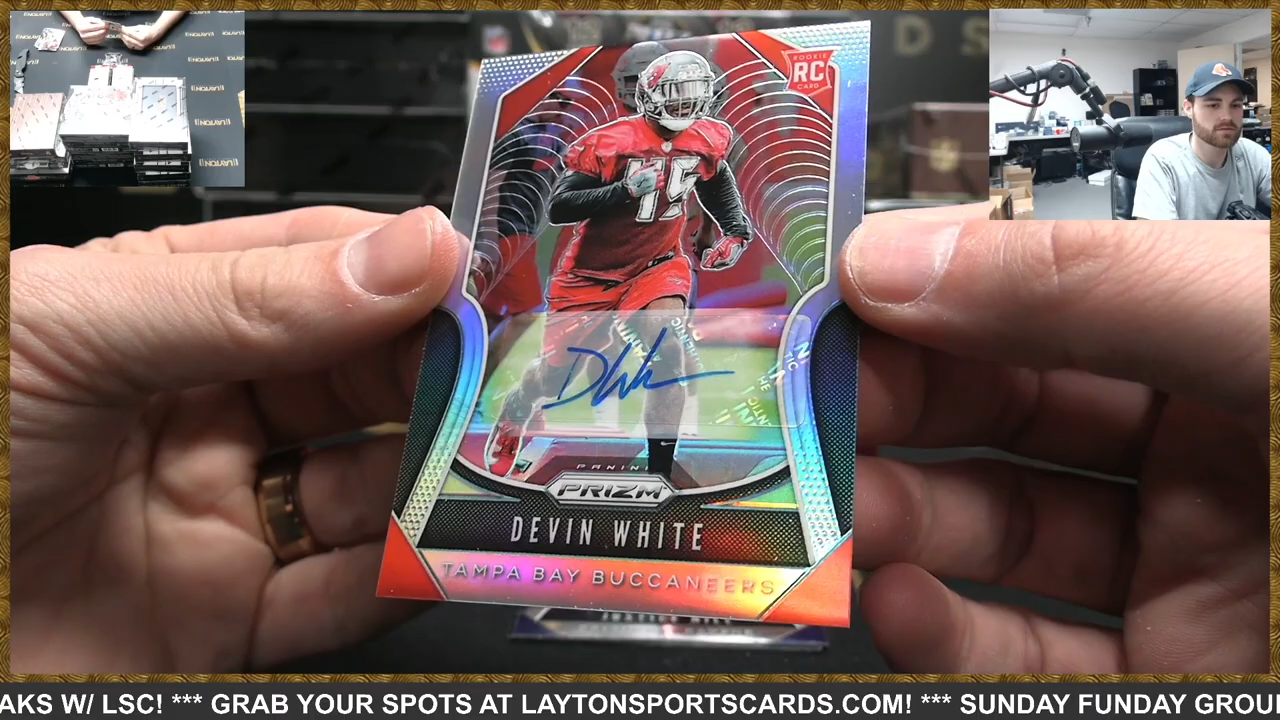 ROOKIE
RC
CARD
45
PANINI
PRIZM
DEVIN WHITE
TAMPA BAY BUCCANEERS
AKS W/ LSC! *** GRAB YOUR SPOTS AT LAYTONSPORTSCARDS.COM! *** SUNDAY FUNDAY GROU